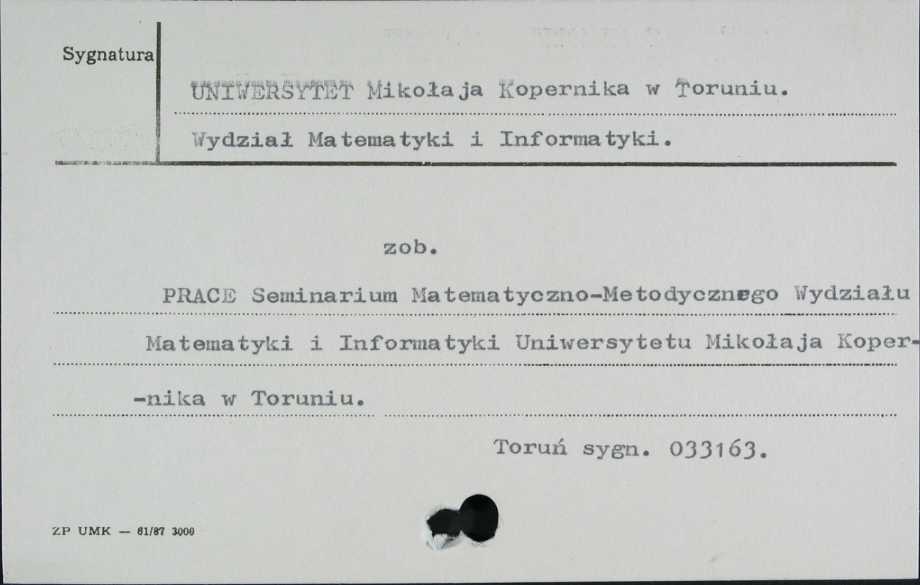 Sygnatura
UNIWERSYTET Mikołaja Kopernika w Toruniu.
Wydział Matematyki i Informatyki.
zob.
PRACE Seminarium Matematyczno-Metodycznego Wydziału
Matematyki i Informatyki Uniwersytetu Mikołaja Koper-
-nika w Toruniu.
Toruń sygn. 033163.
ZP UMK — 61/87 3000